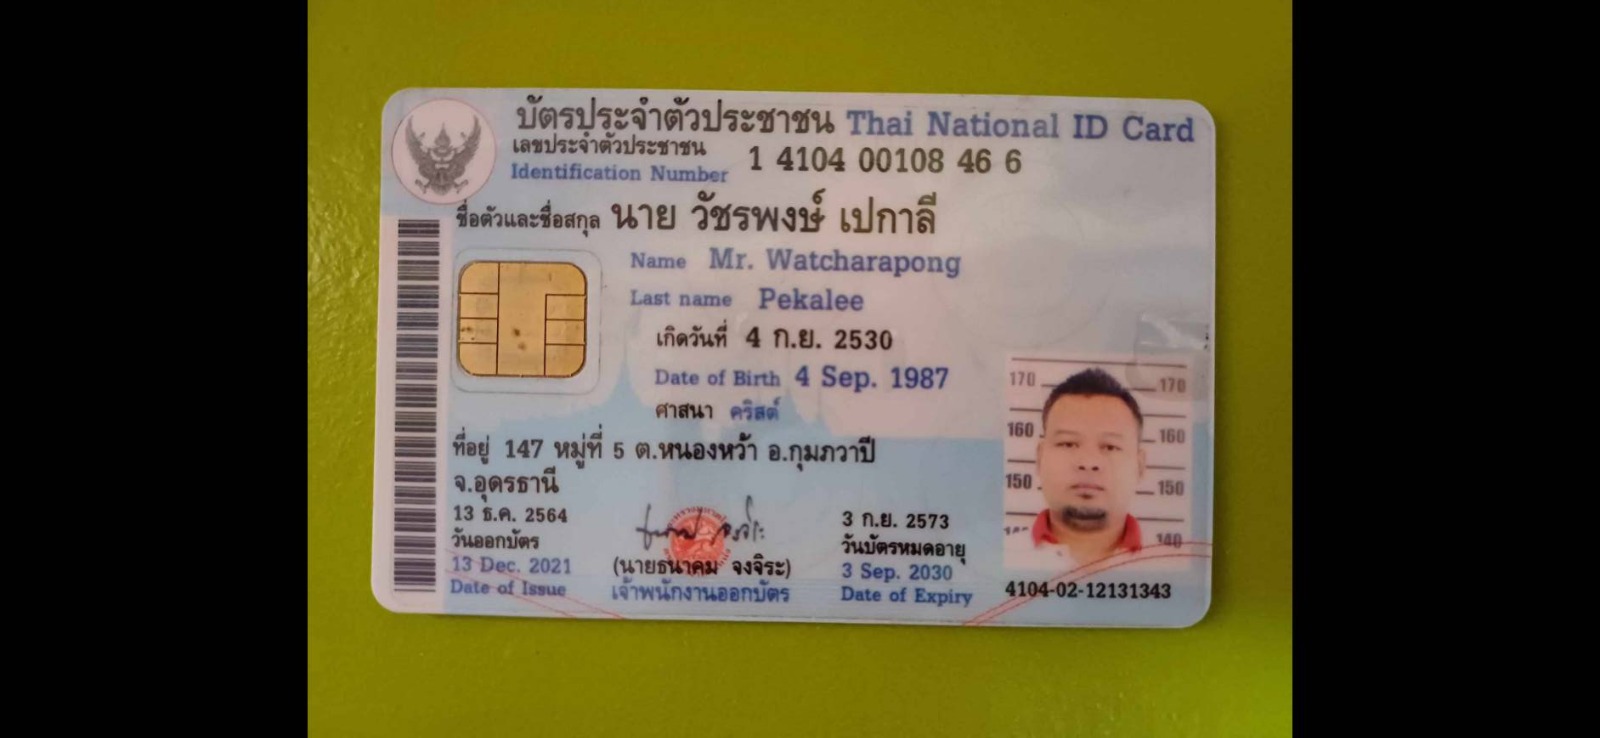 บัตรประจำตัวประชาชน Thai National ID Card
เลขประจำตัวประชาชน
Identification Number 1 4104 00108 46 6
ชื่อตัวและชื่อสกุล นาย วัชรพงษ์ เปกาลี
Name Mr. Watcharapong
Last name Pekalee
เกิดวันที่ 4 ก.ย. 2530
Date of Birth 4 Sep. 1987
ศาสนา คริสต์
ที่อยู่ 147 หมู่ที่ 5 ต.หนองหว้า อ.กุมภวาปี
จ.อุดรธานี
13 ธ.ค. 2564
วันออกบัตร
13 Dec. 2021
Date of Issue
(นายธนาคม จงจิระ)
เจ้าพนักงานออกบัตร
3 ก.ย. 2573
วันบัตรหมดอายุ
3 Sep. 2030
Date of Expiry
170 170
160 160
150 150
140
4104-02-12131343